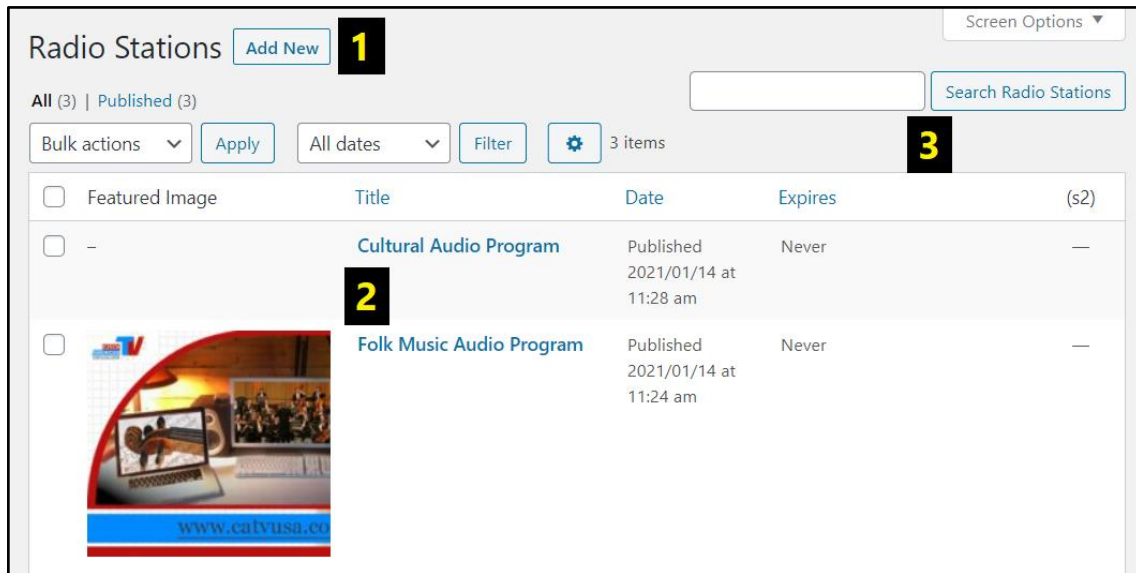 Screen Options ▼
Radio Stations Add New 1
All (3) | Published (3)
Search Radio Stations
Bulk actions Apply All dates Filter 3 items
3
Featured Image Title Date Expires (s2)
– Cultural Audio Program Published Never —
2021/01/14 at
11:28 am
2
TV
Folk Music Audio Program Published Never —
2021/01/14 at
11:24 am
www.catvusa.co